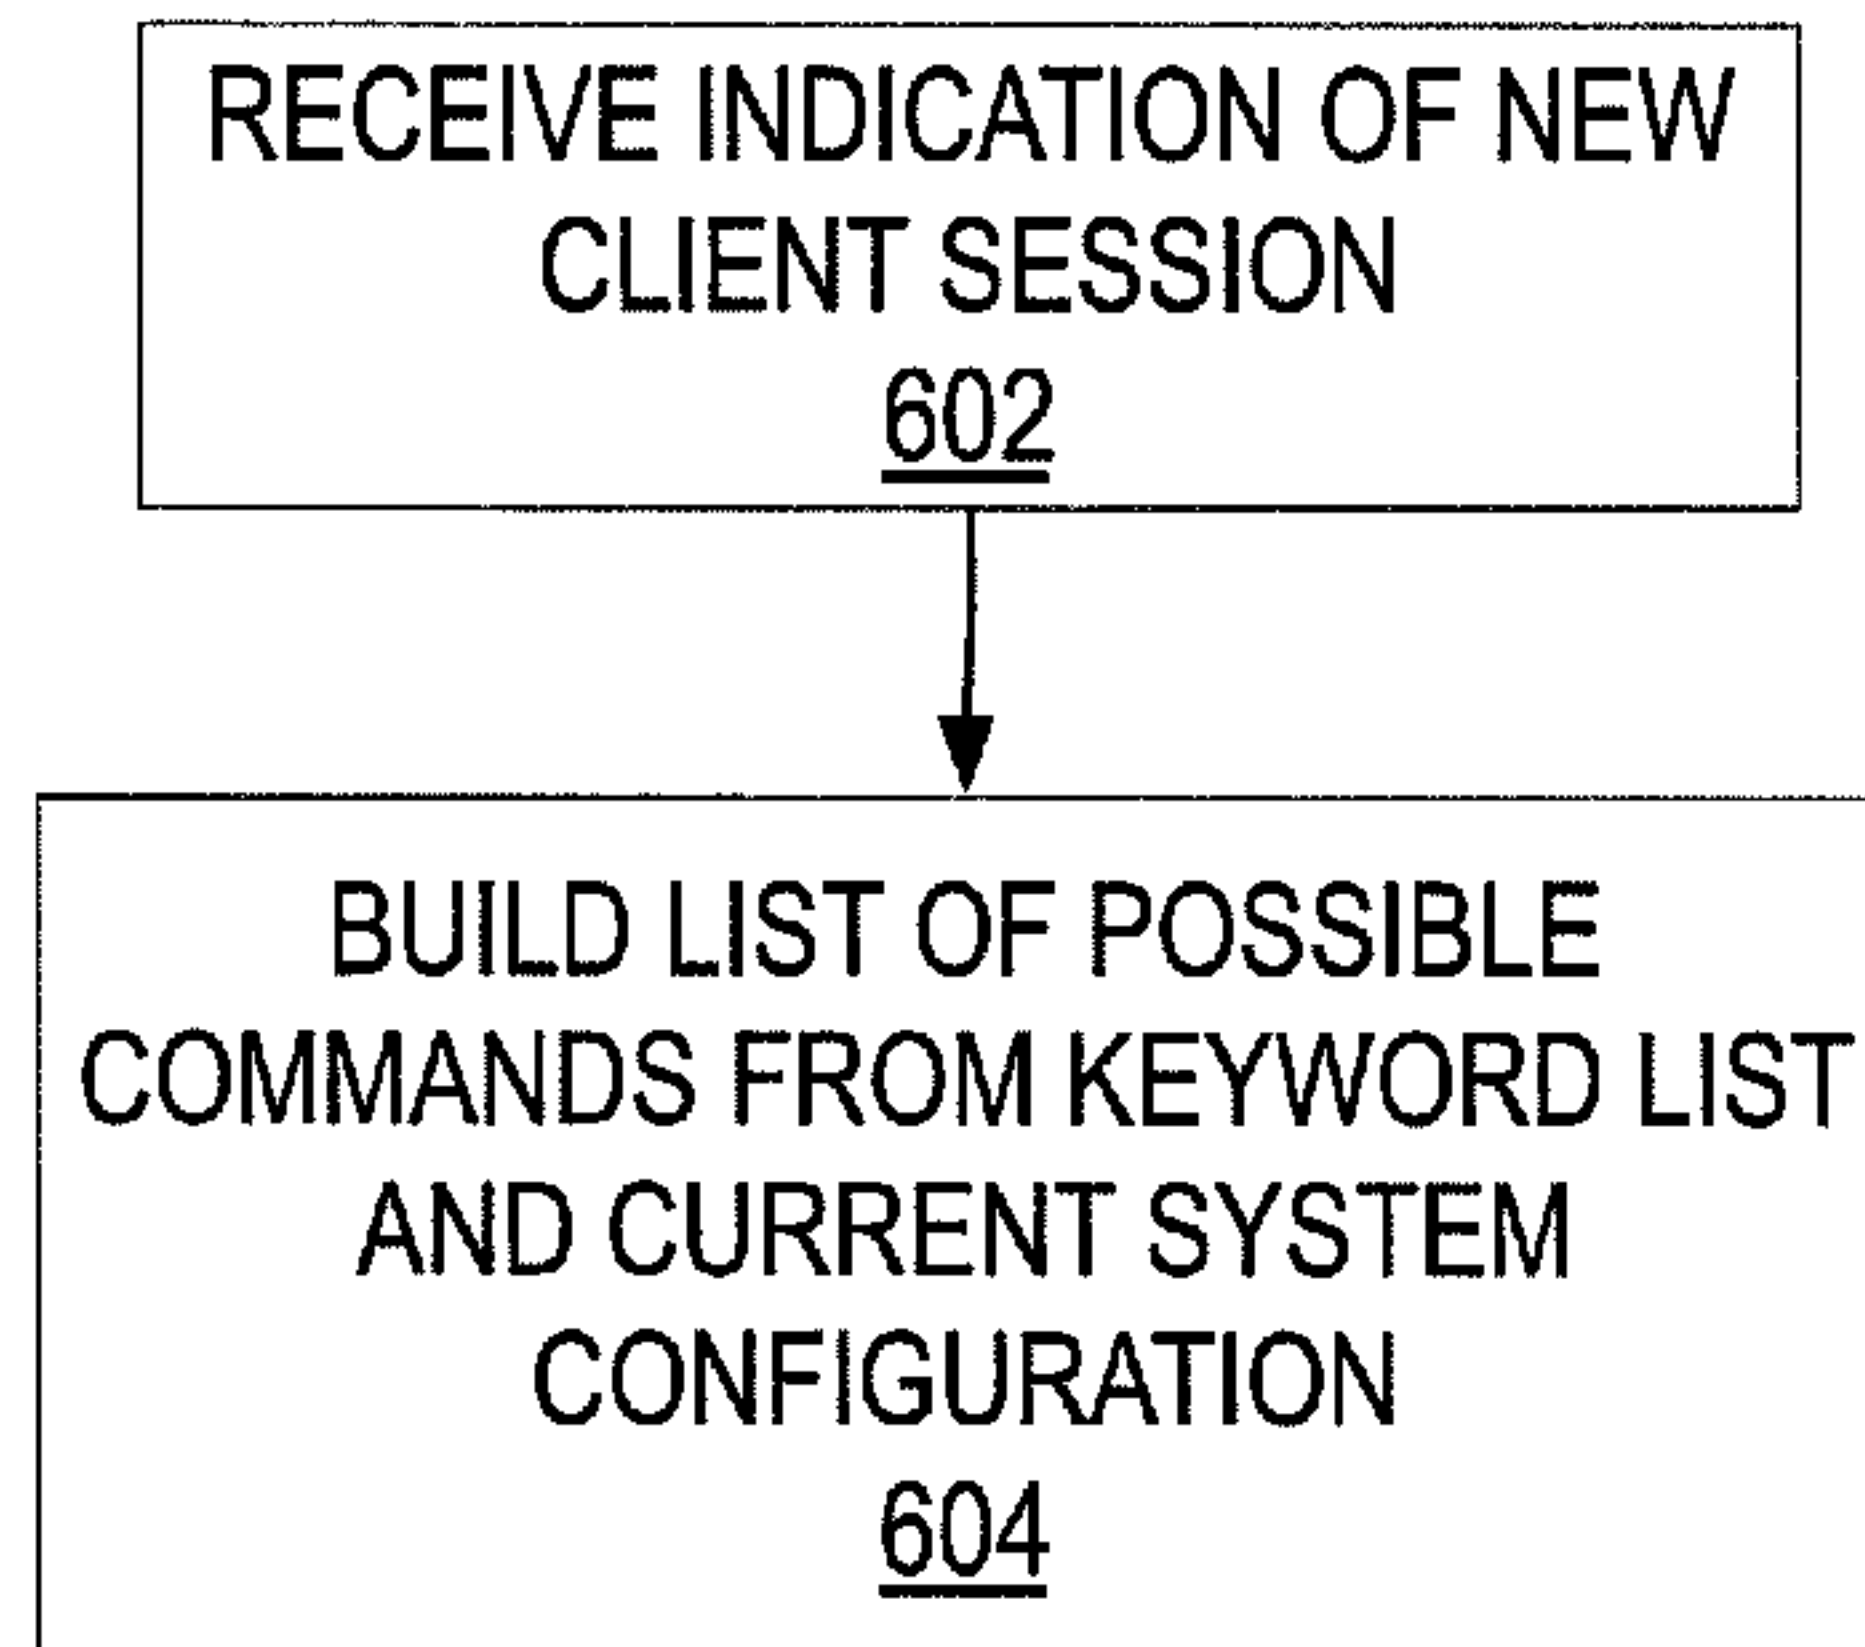 RECEIVE INDICATION OF NEW
CLIENT SESSION
602
BUILD LIST OF POSSIBLE
COMMANDS FROM KEYWORD LIST
AND CURRENT SYSTEM
CONFIGURATION
604